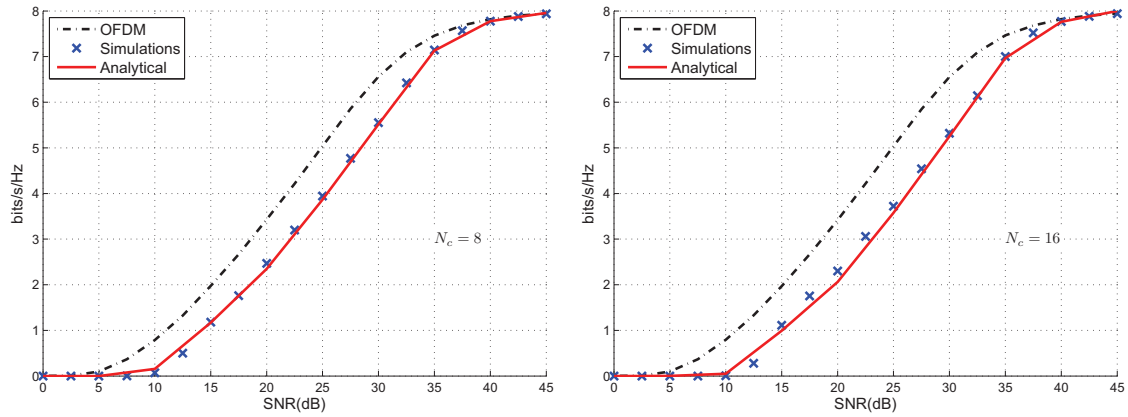 OFDM
Simulations
Analytical
8
7
6
5
4
3
2
1
0
bits/s/Hz
N_c = 8
0 5 10 15 20 25 30 35 40 45
SNR(dB)
OFDM
Simulations
Analytical
8
7
6
5
4
3
2
1
0
bits/s/Hz
N_c = 16
0 5 10 15 20 25 30 35 40 45
SNR(dB)